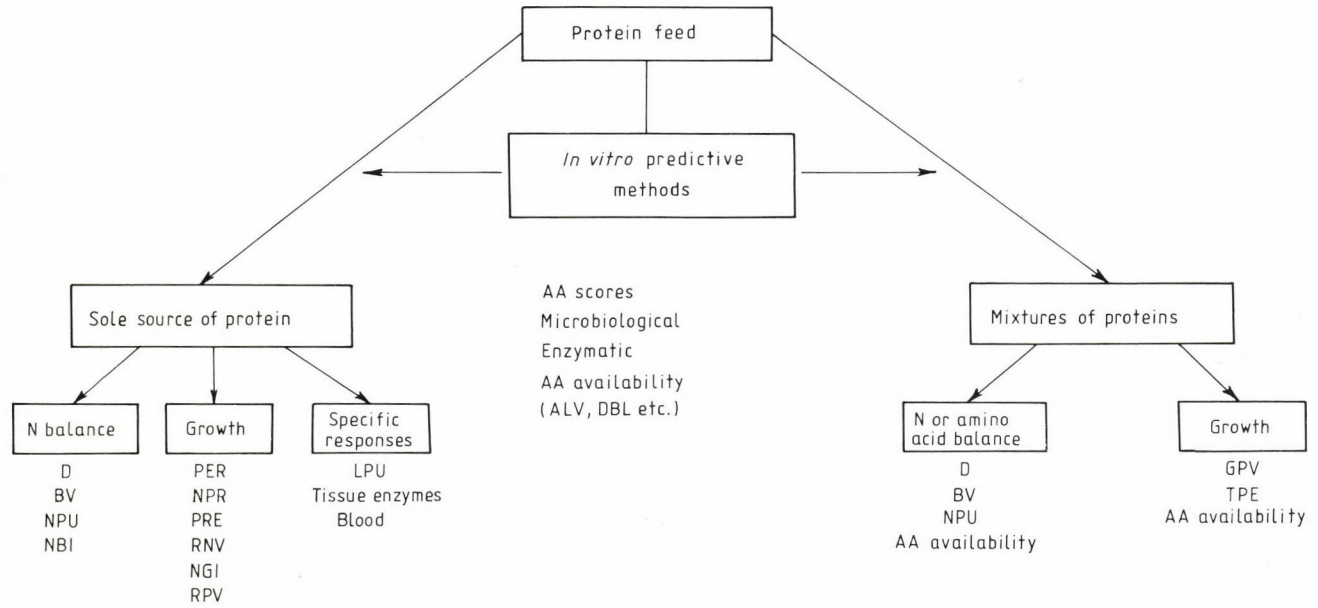 Protein feed
In vitro predictive
methods
Sole source of protein
AA scores
Microbiological
Enzymatic
AA availability
(ALV, DBL etc.)
Mixtures of proteins
N balance
D
BV
NPU
NBI
Growth
PER
NPR
PRE
RNV
NGI
RPV
Specific
responses
LPU
Tissue enzymes
Blood
N or amino
acid balance
D
BV
NPU
AA availability
Growth
GPV
TPE
AA availability